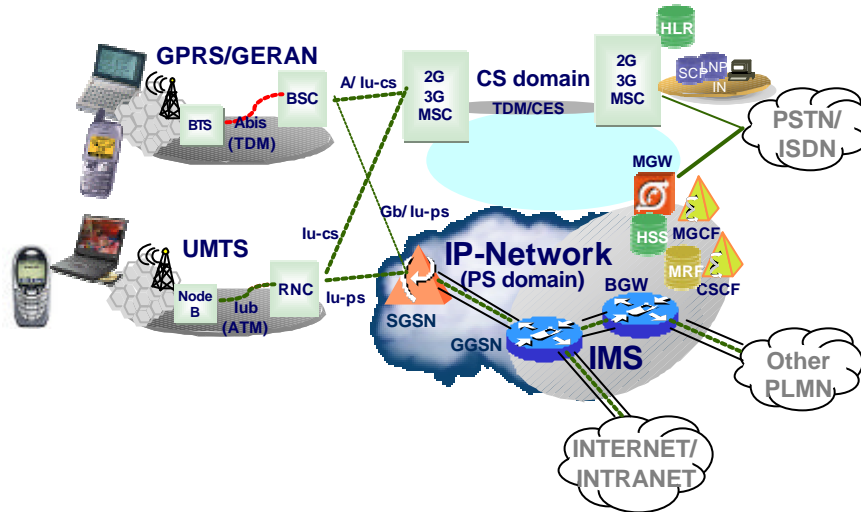 HLR
GPRS/GERAN
A/ Iu-cs
2G
3G
MSC
CS domain
2G
3G
MSC
SCP
LNP
IN
BSC
TDM/CES
BTS
Abis
(TDM)
PSTN/
ISDN
MGW
Gb/ Iu-ps
Iu-cs
HSS
MGCF
UMTS
IP-Network
(PS domain)
MRF
CSCF
RNC
Node
B
Iub
(ATM)
Iu-ps
BGW
SGSN
GGSN
IMS
Other
PLMN
INTERNET/
INTRANET